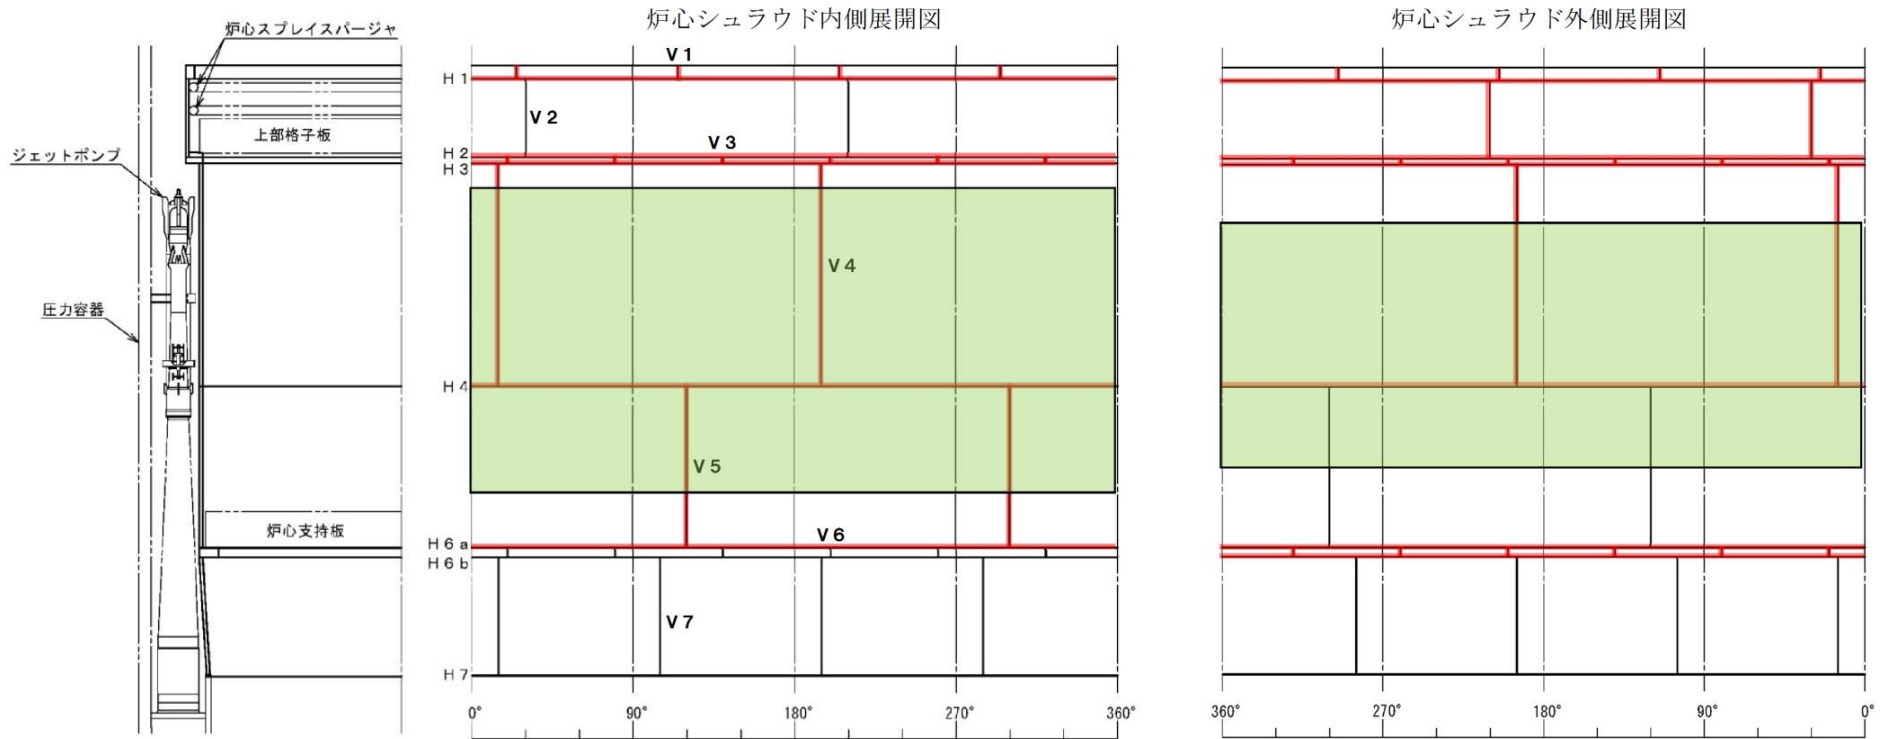 炉心スプレイスパージャ
上部格子板
ジェットポンプ
圧力容器
炉心支持板
炉心シュラウド内側展開図
V1
H1
V2
V3
H2
H3
V4
H4
V5
V6
H6a
H6b
V7
H7
0° 90° 180° 270° 360°
炉心シュラウド外側展開図
360° 270° 180° 90° 0°